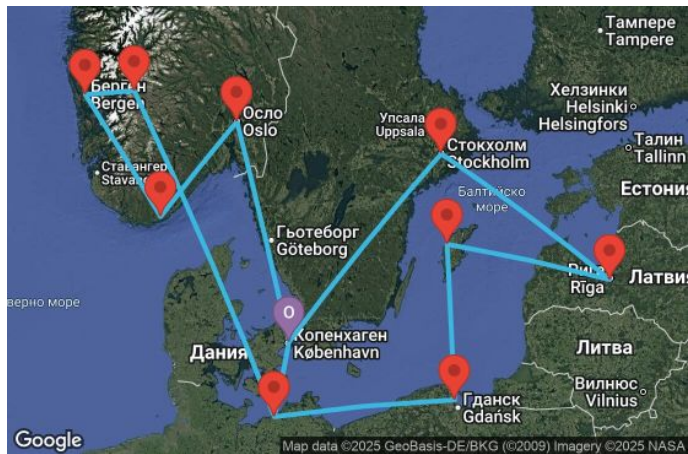 Тампере
Tampere
Берген
Bergen
Осло
Oslo
Упсала
Uppsala
Хелзинки
Helsinki
Helsingfors
Стокхолм
Stockholm
Талин
Tallinn
Ставангер
Балтийско
море
Естония
Гьотеборг
Göteborg
Рига
Rīga
Латвия
верно море
O
Копенхаген
København
Дания
Литва
Вилнюс
Vilnius
Гданск
Gdańsk
Google
Map data ©2025 GeoBasis-DE/BKG (©2009) Imagery ©2025 NASA